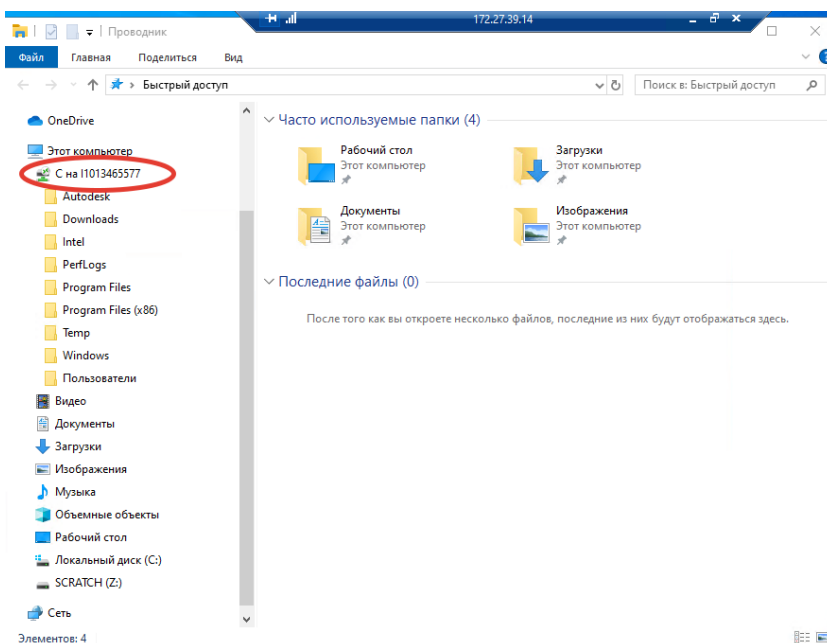 172.27.39.14
Проводник
Файл Главная Поделиться Вид
Быстрый доступ
Поиск в: Быстрый доступ
OneDrive
Этот компьютер
С на I1013465577
Autodesk
Downloads
Intel
PerfLogs
Program Files
Program Files (x86)
Temp
Windows
Пользователи
Видео
Документы
Загрузки
Изображения
Музыка
Объемные объекты
Рабочий стол
Локальный диск (C:)
SCRATCH (Z:)
Сеть
Часто используемые папки (4)
Рабочий стол
Этот компьютер
Загрузки
Этот компьютер
Документы
Этот компьютер
Изображения
Этот компьютер
Последние файлы (0)
После того как вы откроете несколько файлов, последние из них будут отображаться здесь.
Элементов: 4